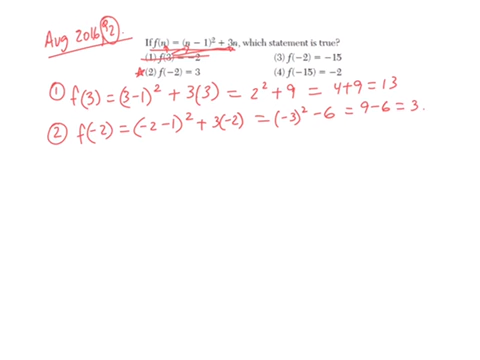 Aug 2016, #2
If f(n) = (n − 1)² + 3n, which statement is true?
(1) f(3) = −2 (3) f(−2) = −15
(2) f(−2) = 3 (4) f(−15) = −2
① f(3) = (3-1)² + 3(3) = 2² + 9 = 4+9 = 13
② f(-2) = (-2-1)² + 3(-2) = (-3)² - 6 = 9-6 = 3.